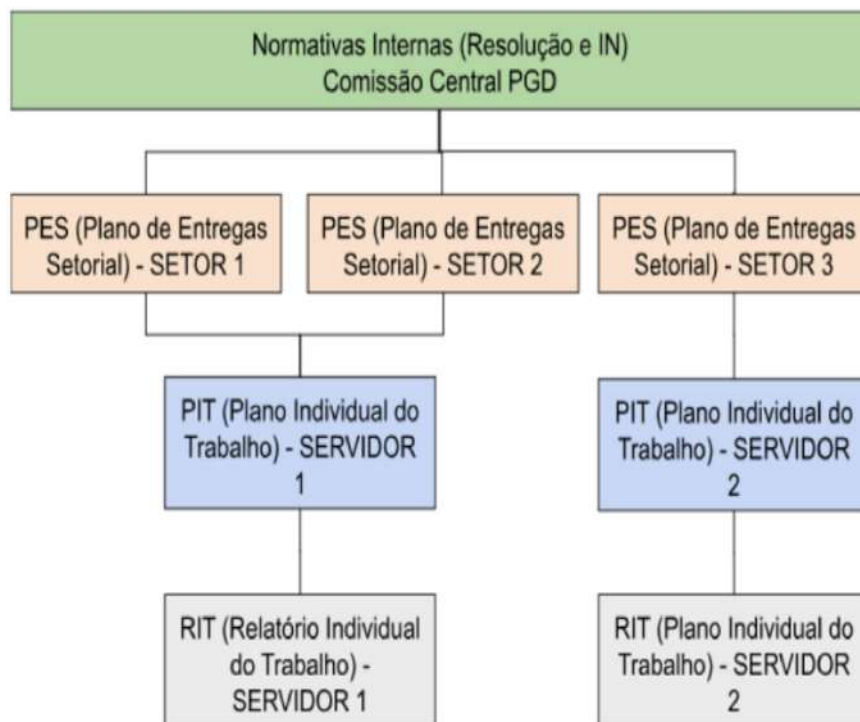 Normativas Internas (Resolução e IN)
Comissão Central PGD
PES (Plano de Entregas
Setorial) - SETOR 1
PES (Plano de Entregas
Setorial) - SETOR 2
PES (Plano de Entregas
Setorial) - SETOR 3
PIT (Plano Individual do
Trabalho) - SERVIDOR
1
PIT (Plano Individual do
Trabalho) - SERVIDOR
2
RIT (Relatório Individual
do Trabalho) -
SERVIDOR 1
RIT (Plano Individual do
Trabalho) - SERVIDOR
2